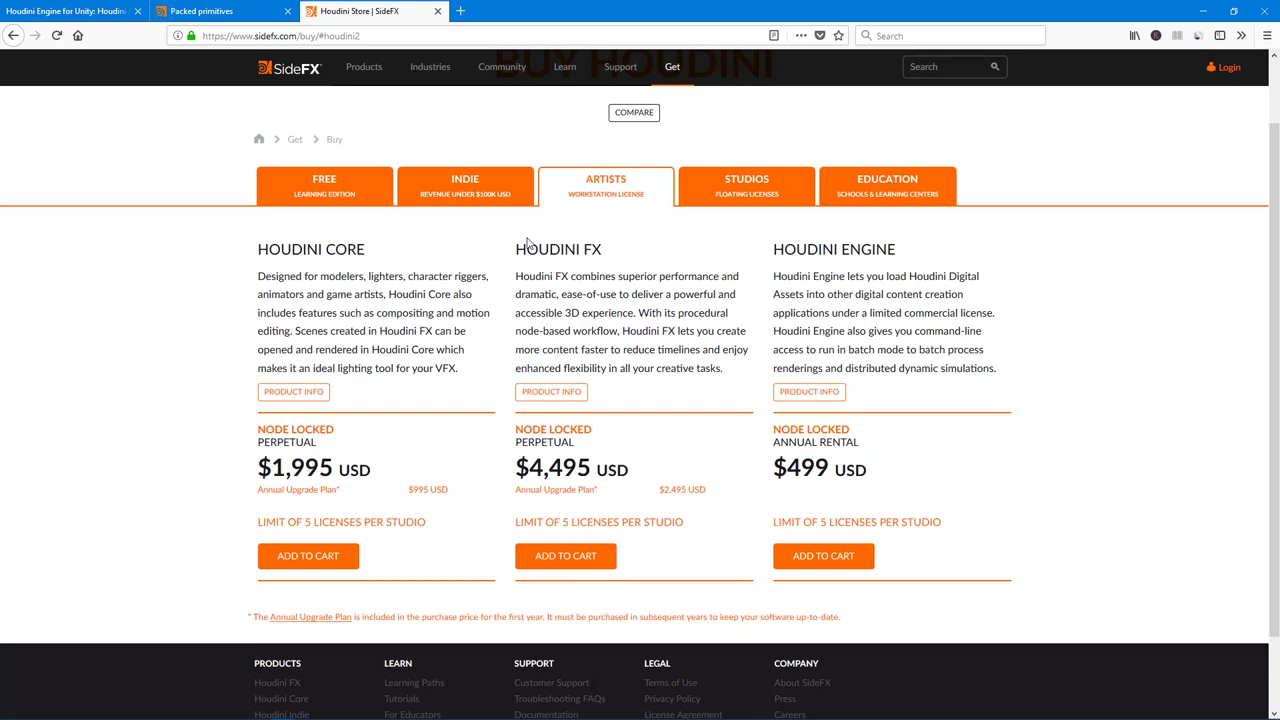 Houdini Engine for Unity: Houdini
Packed primitives
Houdini Store | SideFX
https://www.sidefx.com/buy/#houdini2
Search
BUY HOUDINI
SideFX
Products
Industries
Community
Learn
Support
Get
Search
Login
COMPARE
Get
Buy
FREE
LEARNING EDITION
INDIE
REVENUE UNDER $100K USD
ARTISTS
WORKSTATION LICENSE
STUDIOS
FLOATING LICENSES
EDUCATION
SCHOOLS & LEARNING CENTERS
HOUDINI CORE
Designed for modelers, lighters, character riggers,
animators and game artists, Houdini Core also
includes features such as compositing and motion
editing. Scenes created in Houdini FX can be
opened and rendered in Houdini Core which
makes it an ideal lighting tool for your VFX.
PRODUCT INFO
NODE LOCKED
PERPETUAL
$1,995 USD
Annual Upgrade Plan* $995 USD
LIMIT OF 5 LICENSES PER STUDIO
ADD TO CART
HOUDINI FX
Houdini FX combines superior performance and
dramatic, ease-of-use to deliver a powerful and
accessible 3D experience. With its procedural
node-based workflow, Houdini FX lets you create
more content faster to reduce timelines and enjoy
enhanced flexibility in all your creative tasks.
PRODUCT INFO
NODE LOCKED
PERPETUAL
$4,495 USD
Annual Upgrade Plan* $2,495 USD
LIMIT OF 5 LICENSES PER STUDIO
ADD TO CART
HOUDINI ENGINE
Houdini Engine lets you load Houdini Digital
Assets into other digital content creation
applications under a limited commercial license.
Houdini Engine also gives you command-line
access to run in batch mode to batch process
renderings and distributed dynamic simulations.
PRODUCT INFO
NODE LOCKED
ANNUAL RENTAL
$499 USD
LIMIT OF 5 LICENSES PER STUDIO
ADD TO CART
* The Annual Upgrade Plan is included in the purchase price for the first year. It must be purchased in subsequent years to keep your software up-to-date.
PRODUCTS
Houdini FX
Houdini Core
Houdini Indie
LEARN
Learning Paths
Tutorials
For Educators
SUPPORT
Customer Support
Troubleshooting FAQs
Documentation
LEGAL
Terms of Use
Privacy Policy
License Agreement
COMPANY
About SideFX
Press
Careers